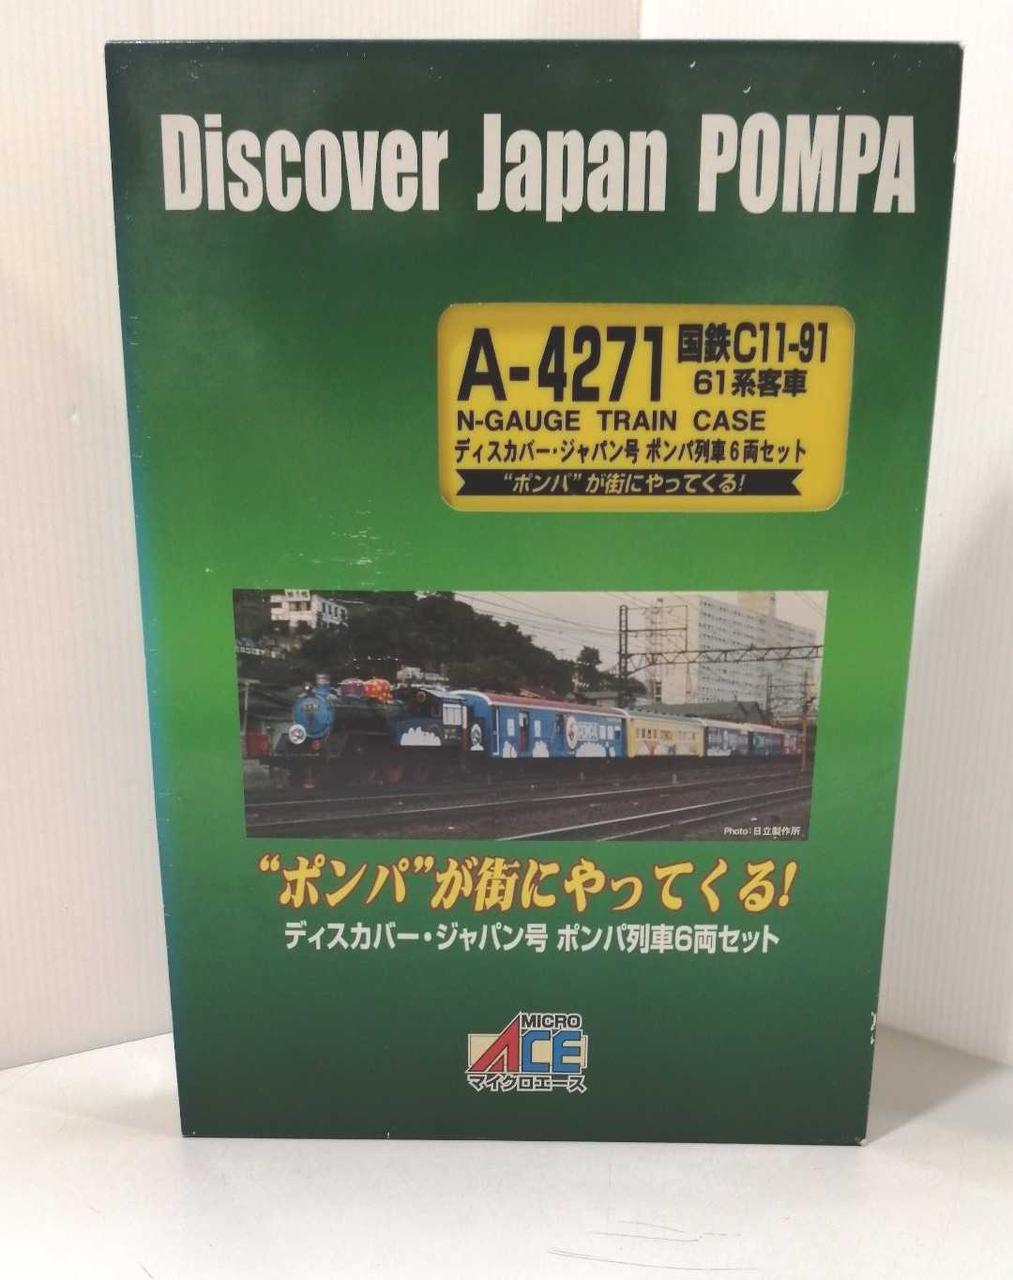 Discover Japan POMPA
A-4271
国鉄C11-91
61系客車
N-GAUGE TRAIN CASE
ディスカバー・ジャパン号 ポンパ列車6両セット
“ポンパ”が街にやってくる!
Photo:日立製作所
“ポンパ”が街にやってくる!
ディスカバー・ジャパン号 ポンパ列車6両セット
MICRO
ACE
マイクロエース